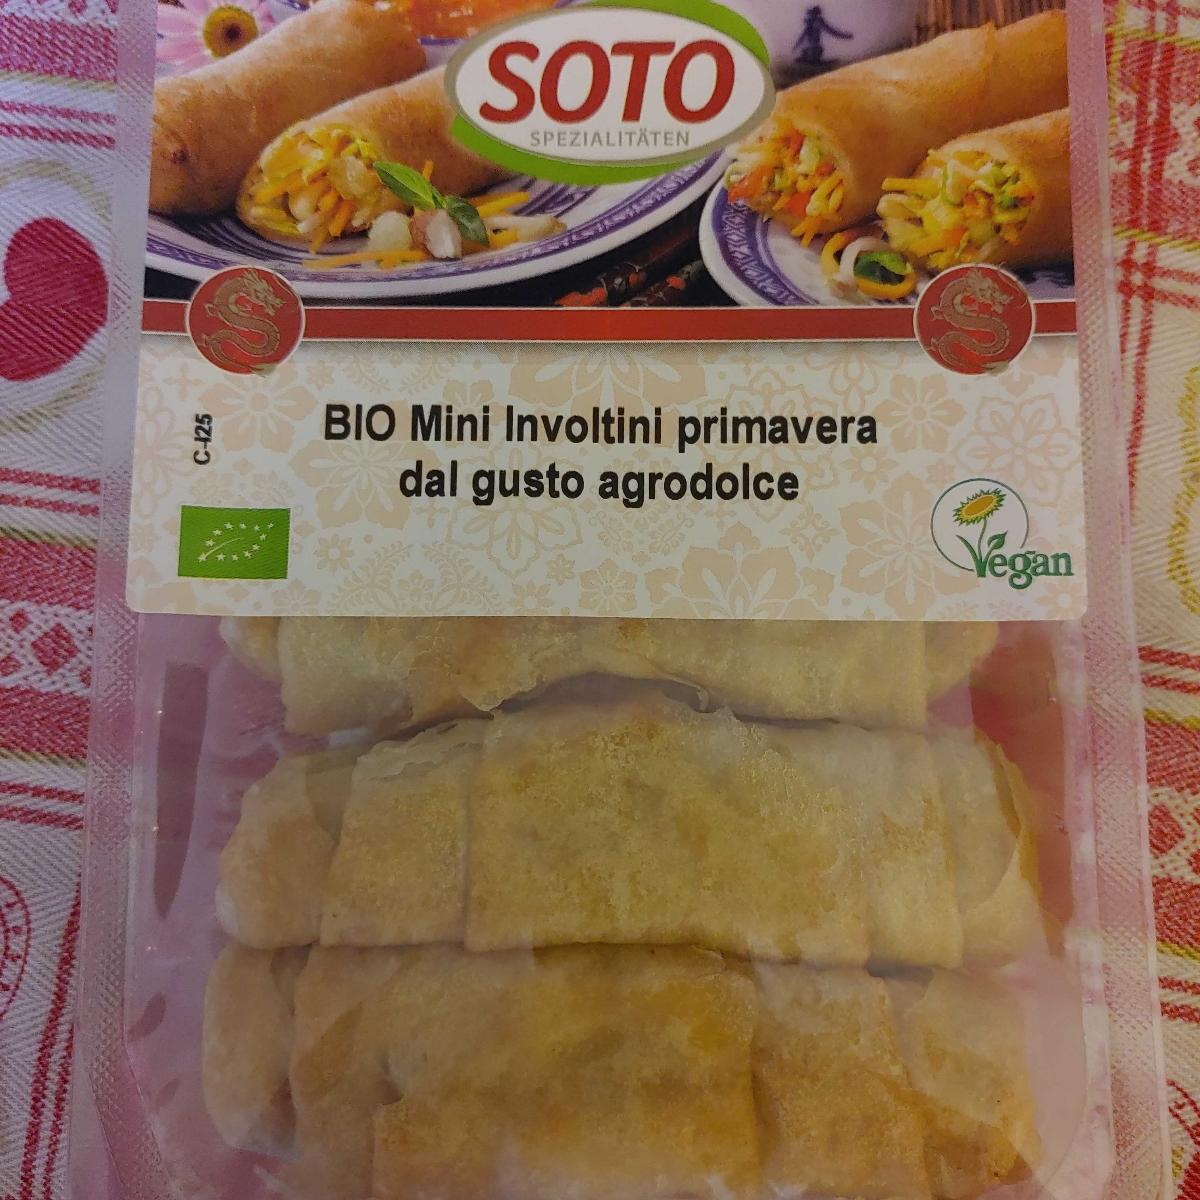 SOTO
SPEZIALITÄTEN
C-I25
BIO Mini Involtini primavera
dal gusto agrodolce
Vegan